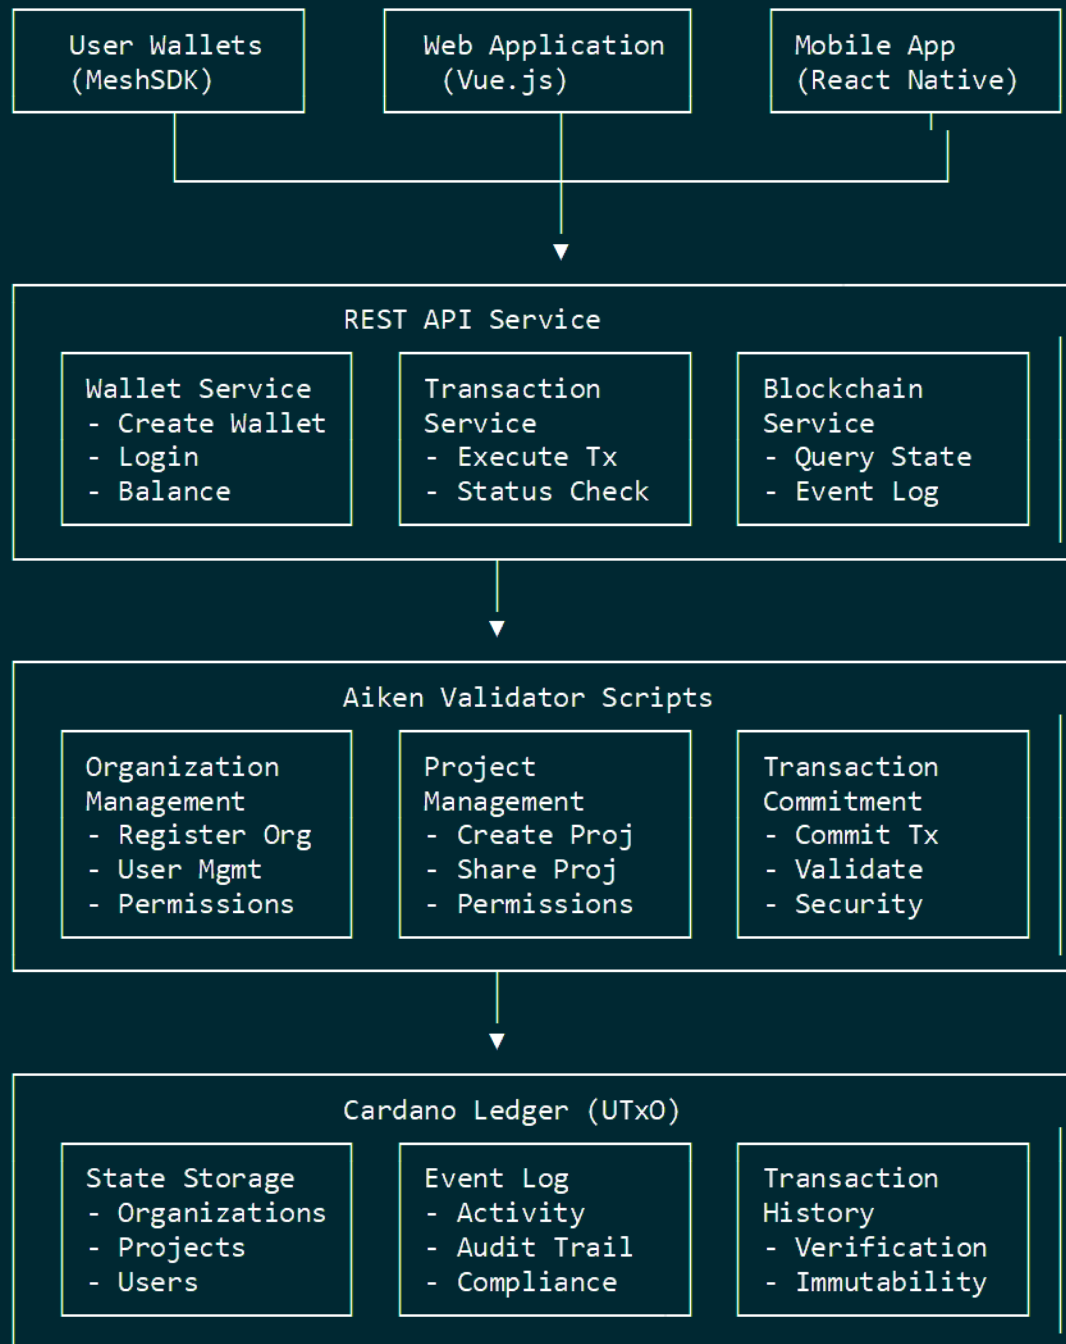 User Wallets
(MeshSDK)
Web Application
(Vue.js)
Mobile App
(React Native)
REST API Service
Wallet Service
- Create Wallet
- Login
- Balance
Transaction
Service
- Execute Tx
- Status Check
Blockchain
Service
- Query State
- Event Log
Aiken Validator Scripts
Organization
Management
- Register Org
- User Mgmt
- Permissions
Project
Management
- Create Proj
- Share Proj
- Permissions
Transaction
Commitment
- Commit Tx
- Validate
- Security
Cardano Ledger (UTxO)
State Storage
- Organizations
- Projects
- Users
Event Log
- Activity
- Audit Trail
- Compliance
Transaction
History
- Verification
- Immutability